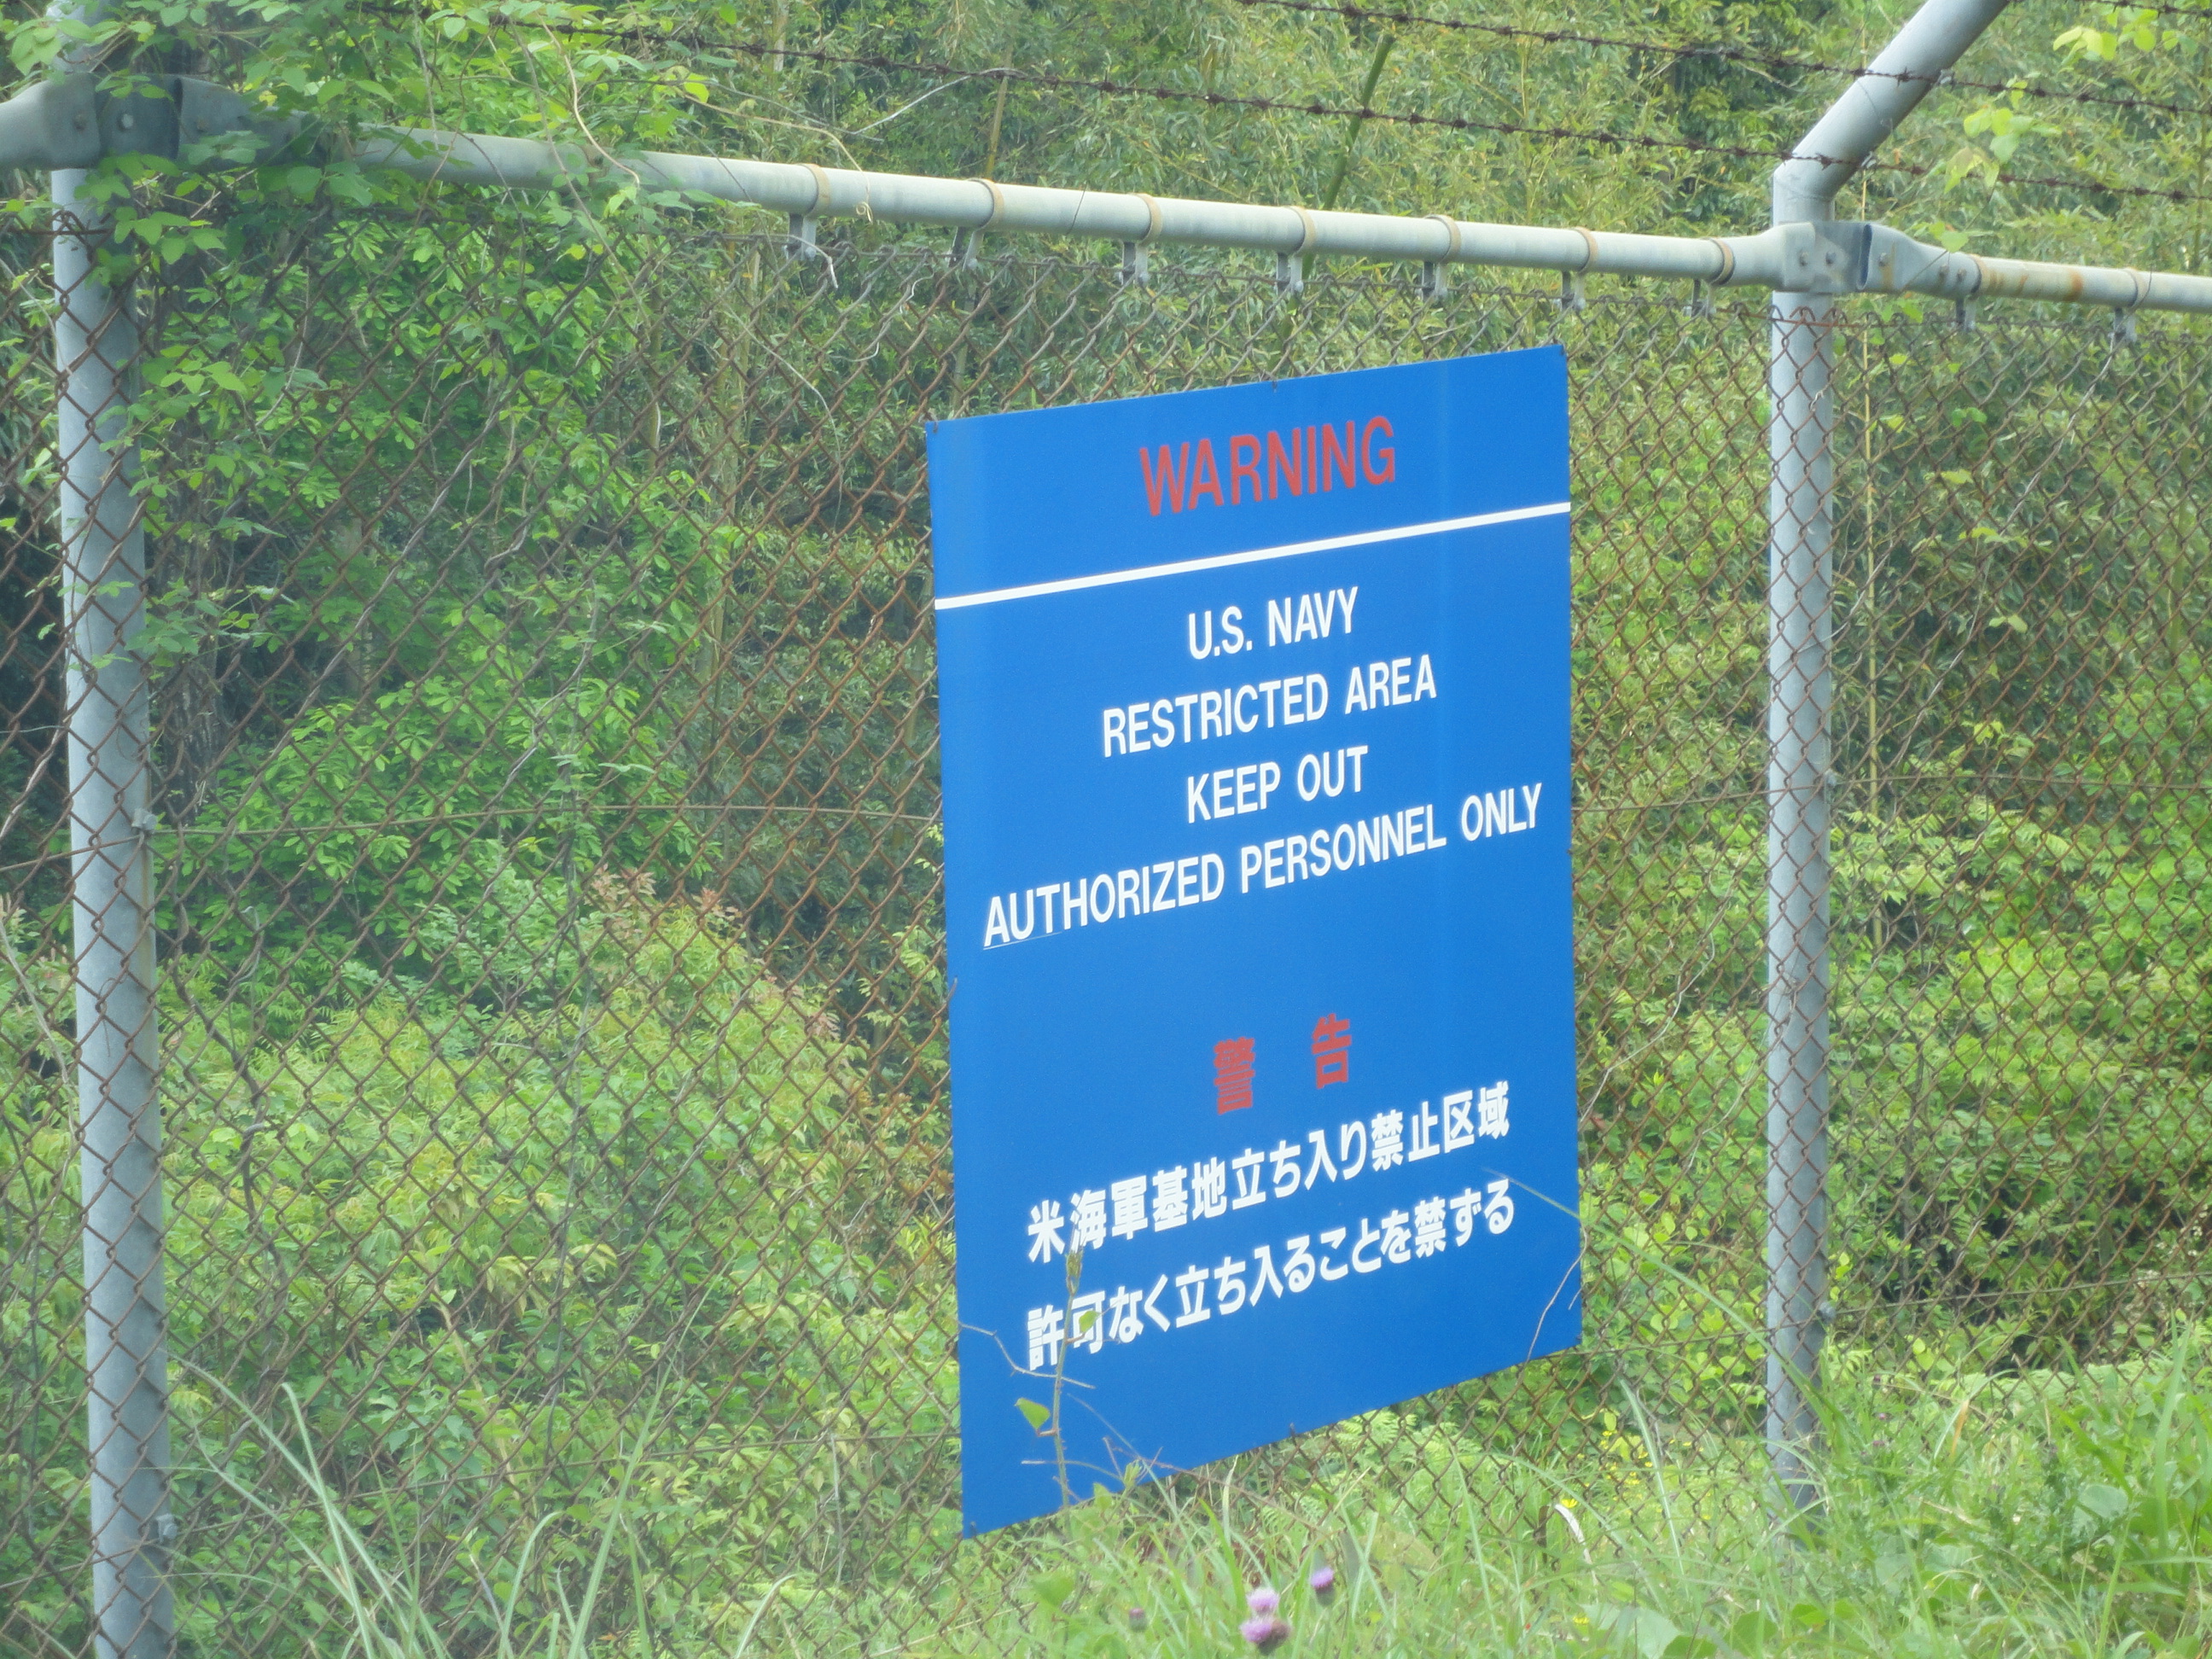 WARNING
U.S. NAVY
RESTRICTED AREA
KEEP OUT
AUTHORIZED PERSONNEL ONLY
警 告
米海軍基地立ち入り禁止区域
許可なく立ち入ることを禁ずる